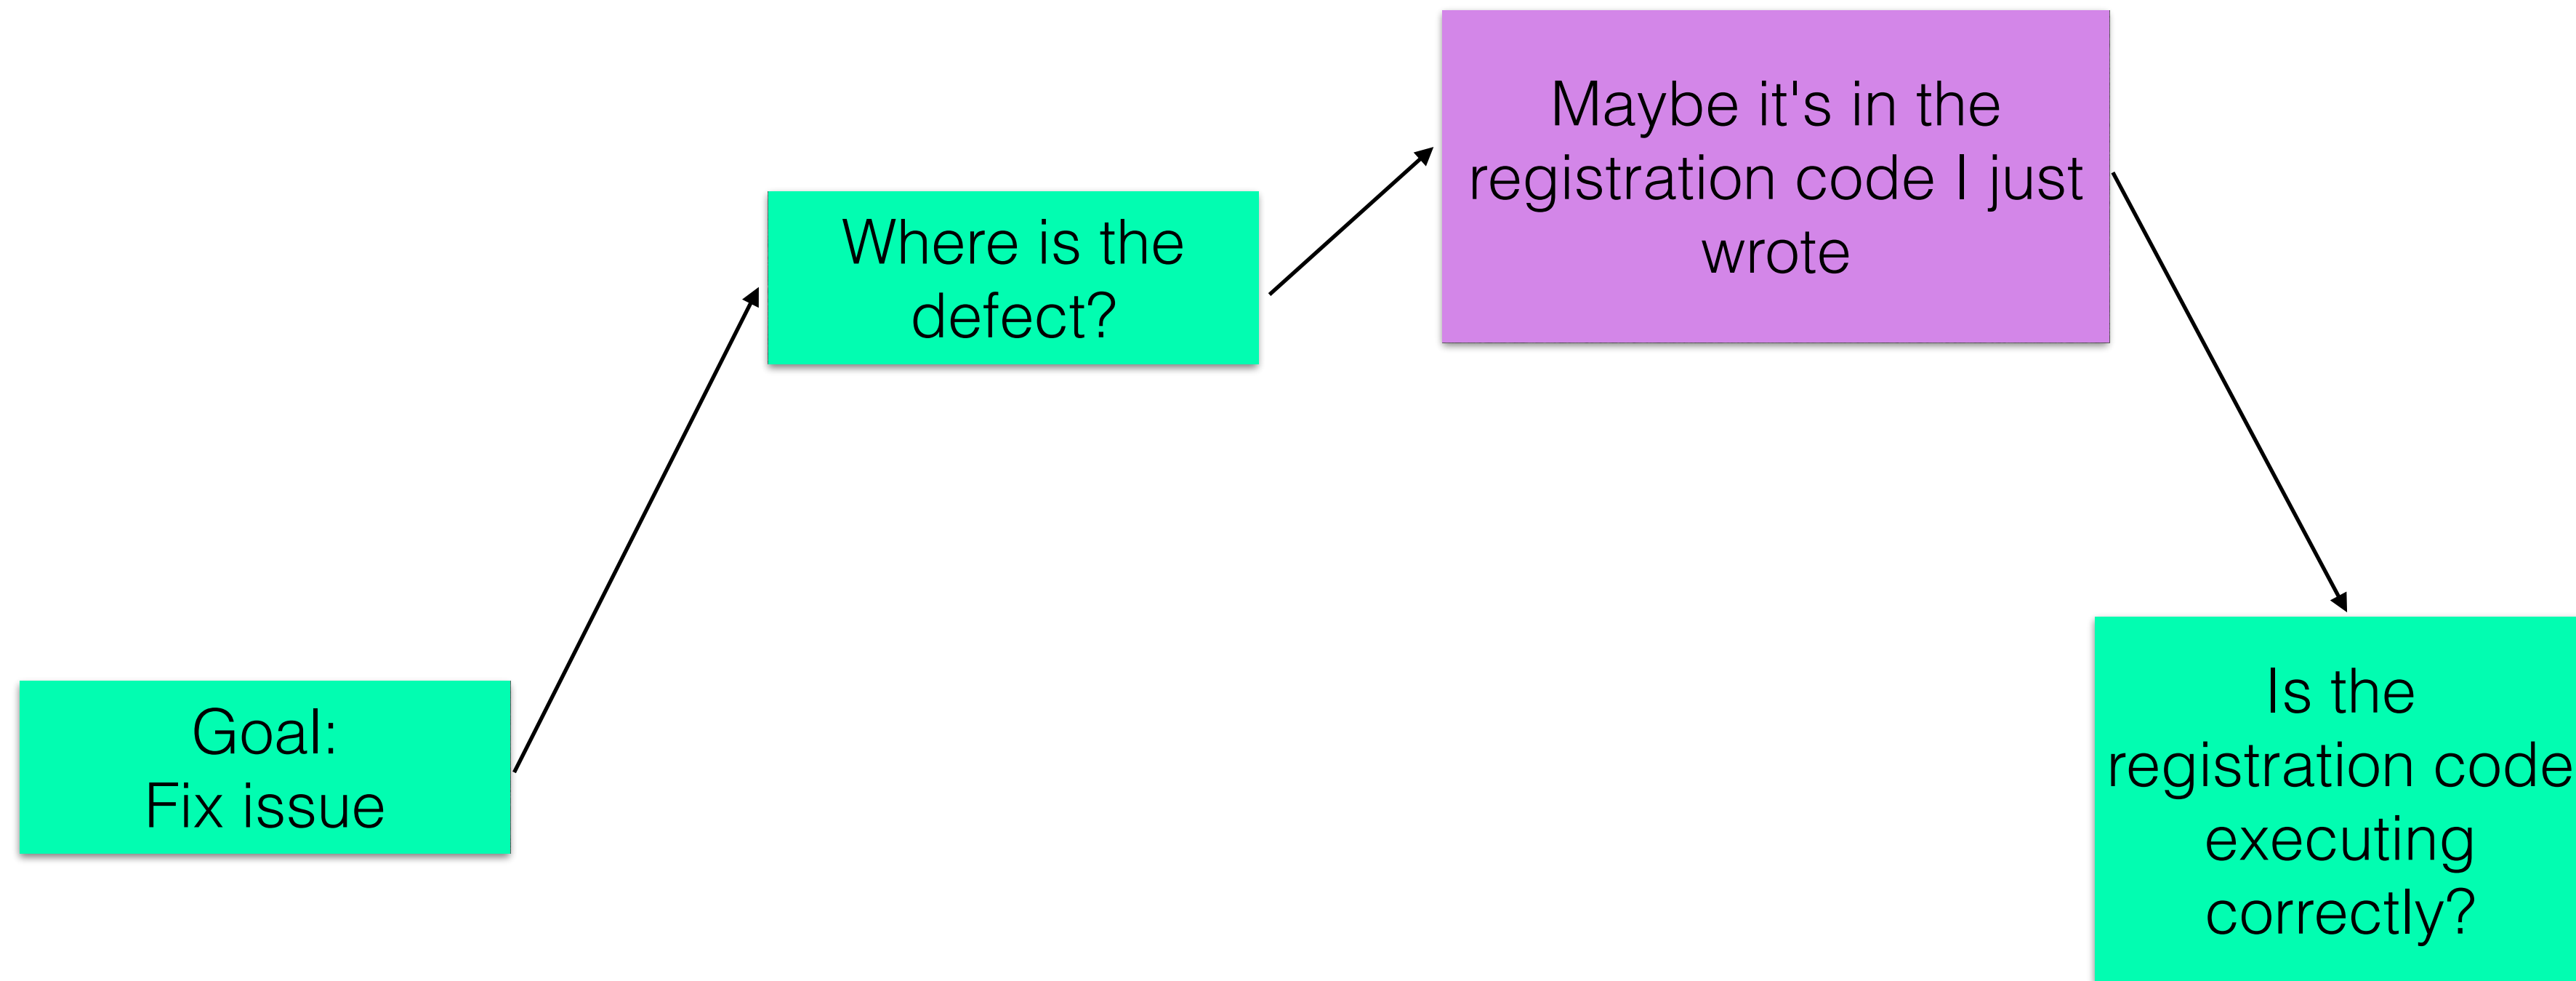 Goal:
Fix issue
Where is the
defect?
Maybe it's in the
registration code I just
wrote
Is the
registration code
executing
correctly?